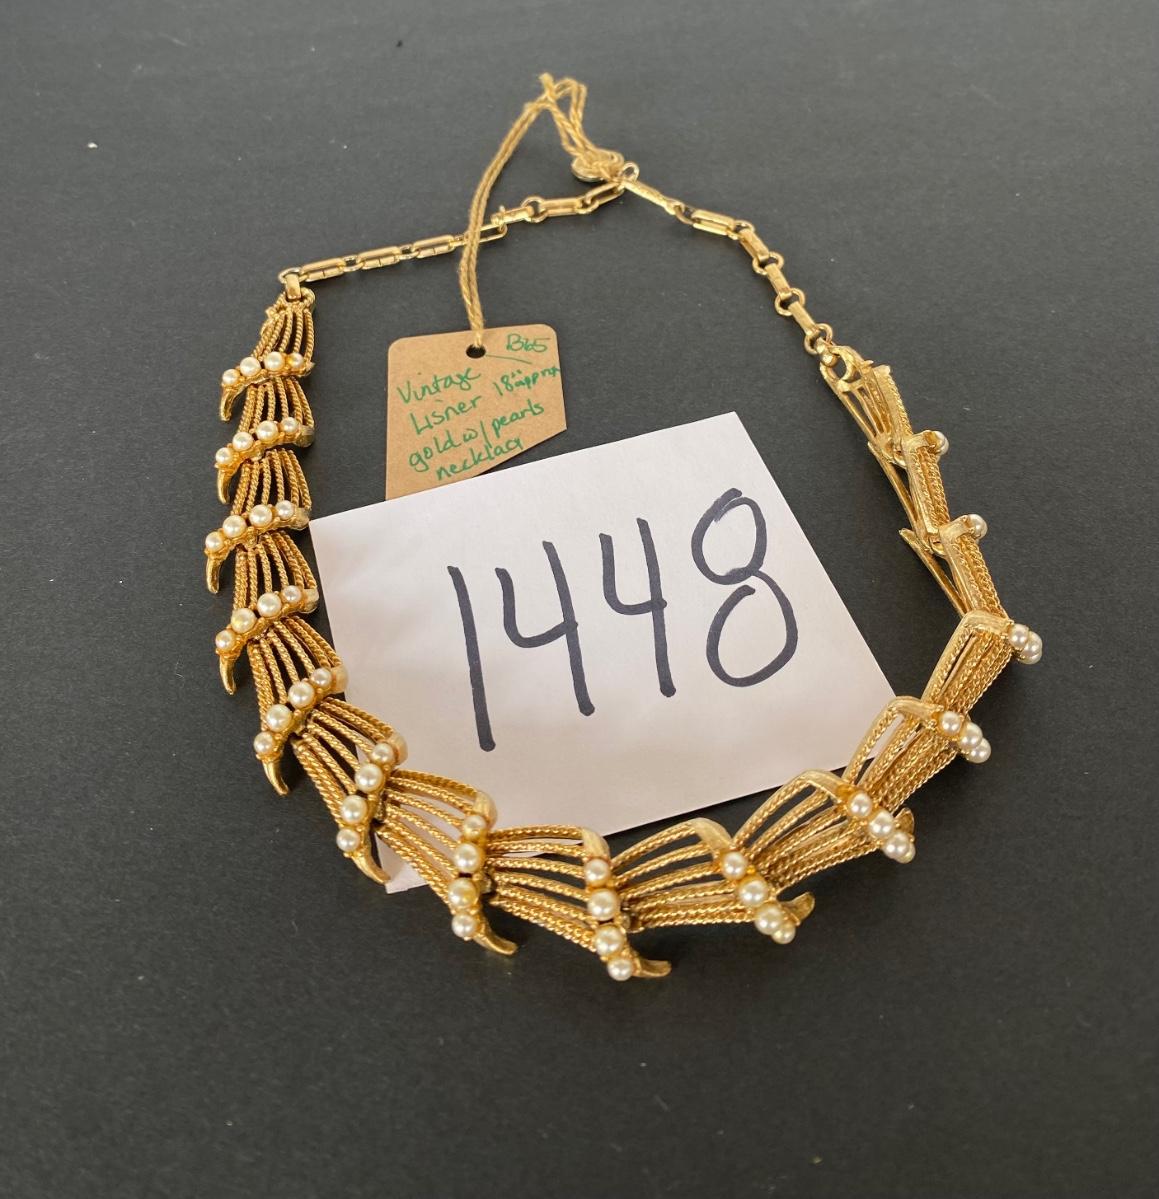 B65
Vintage
Lisner 18" approx
gold w/ pearls
necklace
1448